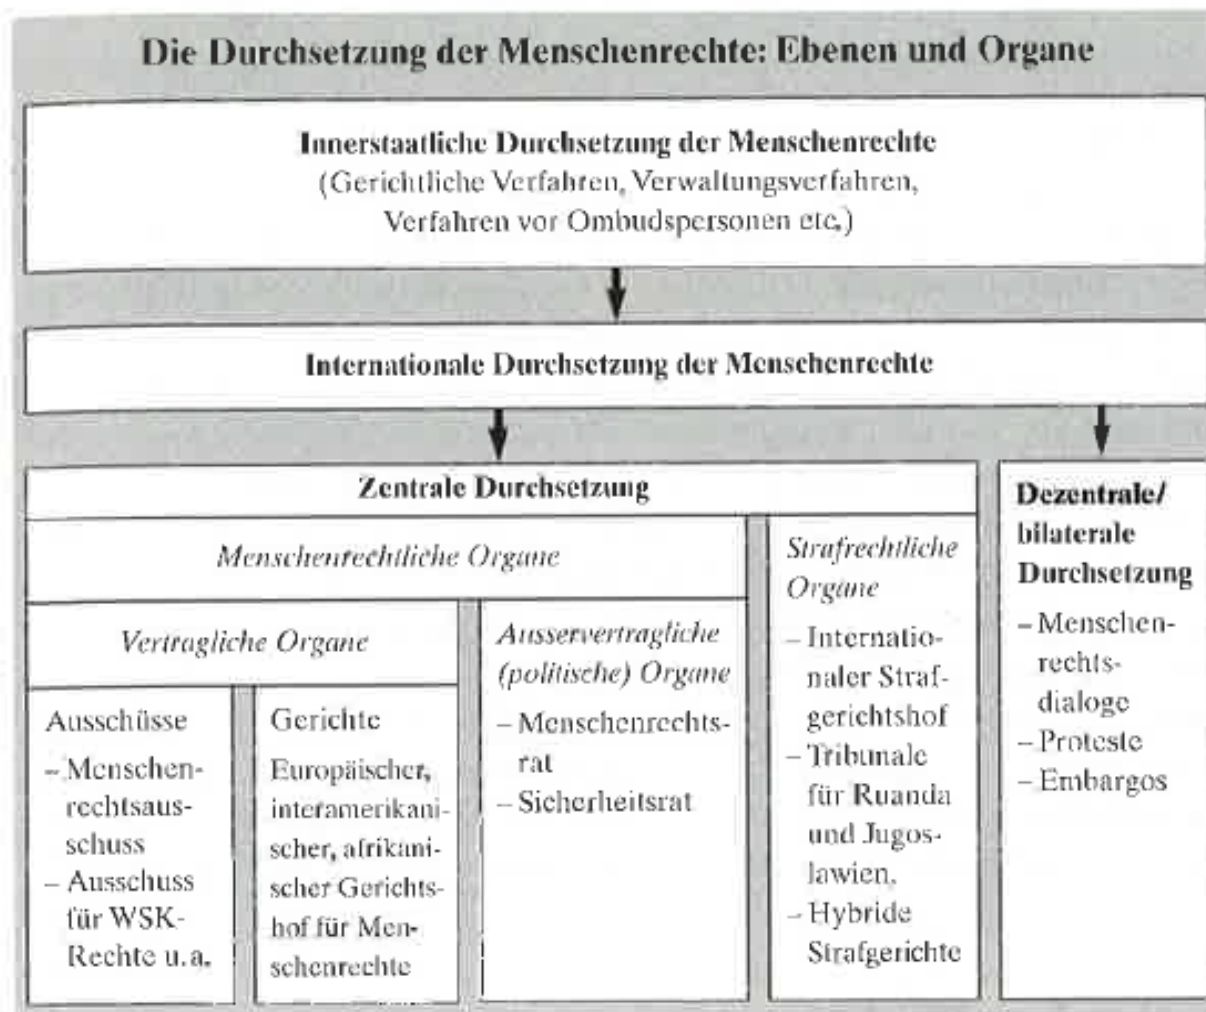 Die Durchsetzung der Menschenrechte: Ebenen und Organe
Innerstaatliche Durchsetzung der Menschenrechte
(Gerichtliche Verfahren, Verwaltungsverfahren,
Verfahren vor Ombudspersonen etc.)
Internationale Durchsetzung der Menschenrechte
Zentrale Durchsetzung
Menschenrechtliche Organe
Vertragliche Organe
Ausschüsse
– Menschen-
rechtsaus-
schuss
– Ausschuss
für WSK-
Rechte u.a.
Gerichte
Europäischer,
interamerikani-
scher, afrikani-
scher Gerichts-
hof für Men-
schenrechte
Ausservertragliche
(politische) Organe
– Menschenrechts-
rat
– Sicherheitsrat
Strafrechtliche
Organe
– Internatio-
naler Straf-
gerichtshof
– Tribunale
für Ruanda
und Jugos-
lawien,
– Hybride
Strafgerichte
Dezentrale/
bilaterale
Durchsetzung
– Menschen-
rechts-
dialoge
– Proteste
– Embargos